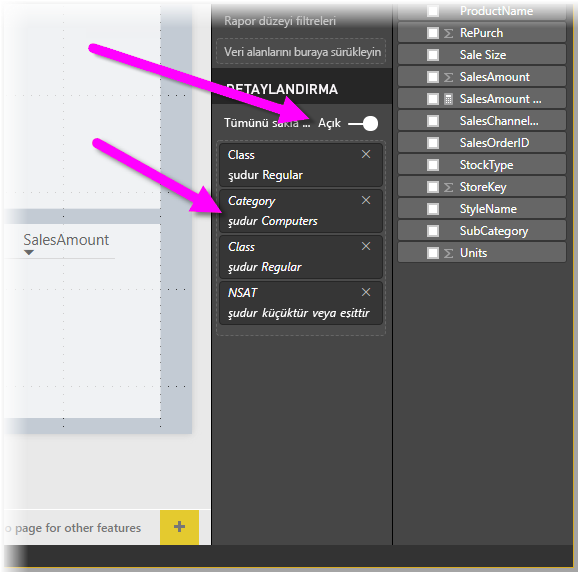 Rapor düzeyi filtreleri
Veri alanlarını buraya sürükleyin
DETAYLANDIRMA
Tümünü sakla ... Açık
Class
şudur Regular
Category
şudur Computers
Class
şudur Regular
NSAT
şudur küçüktür veya eşittir
SalesAmount
o page for other features
+
ProductName
RePurch
Sale Size
SalesAmount
SalesAmount ...
SalesChannel...
SalesOrderID
StockType
StoreKey
StyleName
SubCategory
Units